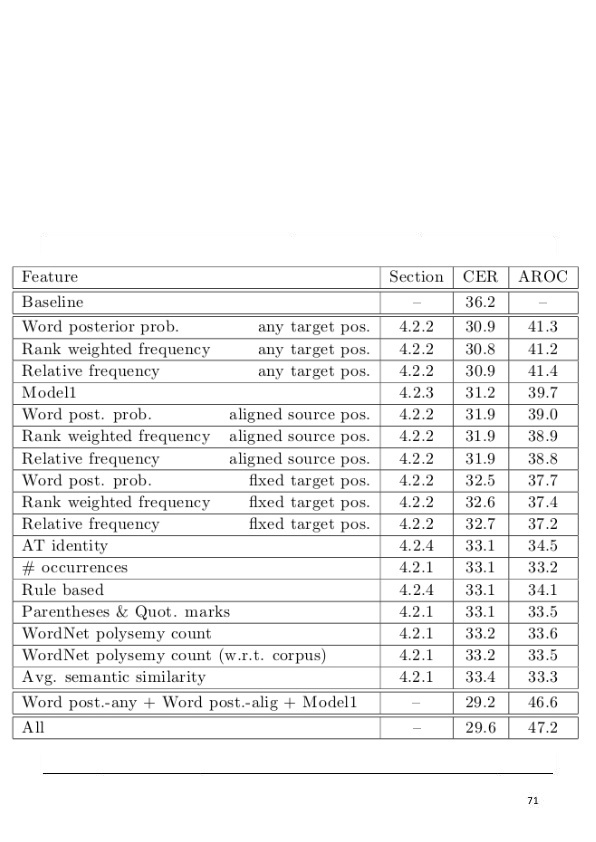 Feature Section CER AROC
Baseline – 36.2 –
Word posterior prob. any target pos. 4.2.2 30.9 41.3
Rank weighted frequency any target pos. 4.2.2 30.8 41.2
Relative frequency any target pos. 4.2.2 30.9 41.4
Model1 4.2.3 31.2 39.7
Word post. prob. aligned source pos. 4.2.2 31.9 39.0
Rank weighted frequency aligned source pos. 4.2.2 31.9 38.9
Relative frequency aligned source pos. 4.2.2 31.9 38.8
Word post. prob. fixed target pos. 4.2.2 32.5 37.7
Rank weighted frequency fixed target pos. 4.2.2 32.6 37.4
Relative frequency fixed target pos. 4.2.2 32.7 37.2
AT identity 4.2.4 33.1 34.5
# occurrences 4.2.1 33.1 33.2
Rule based 4.2.4 33.1 34.1
Parentheses & Quot. marks 4.2.1 33.1 33.5
WordNet polysemy count 4.2.1 33.2 33.6
WordNet polysemy count (w.r.t. corpus) 4.2.1 33.2 33.5
Avg. semantic similarity 4.2.1 33.4 33.3
Word post.-any + Word post.-alig + Model1 – 29.2 46.6
All – 29.6 47.2
71